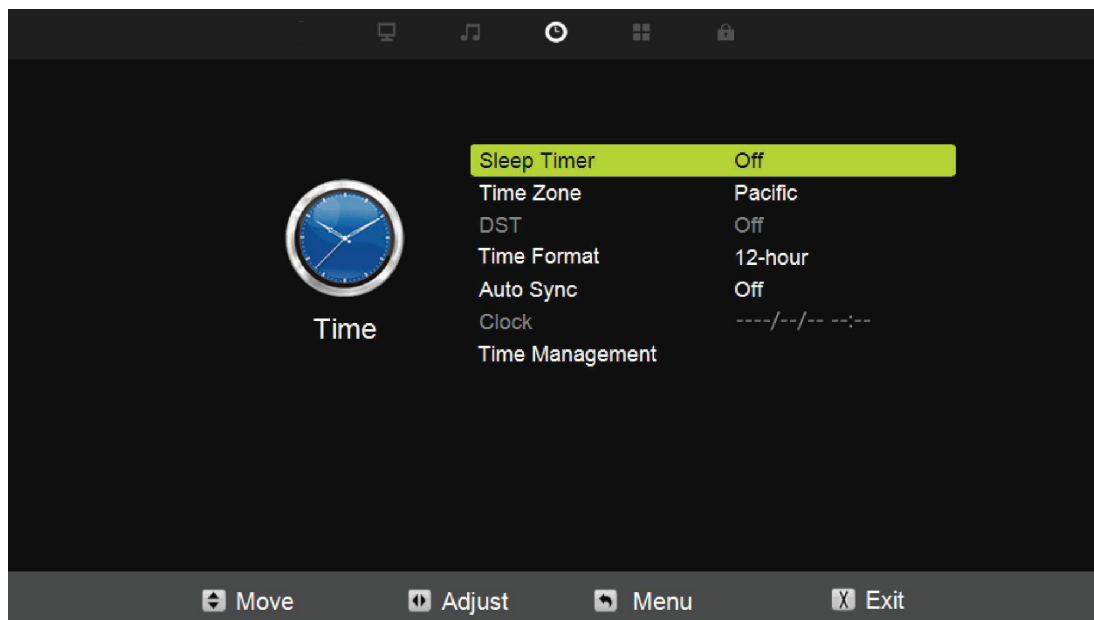 Sleep Timer Off
Time Zone Pacific
DST Off
Time Format 12-hour
Auto Sync Off
Clock ----/--/-- --:--
Time Management
Time
Move Adjust Menu X Exit